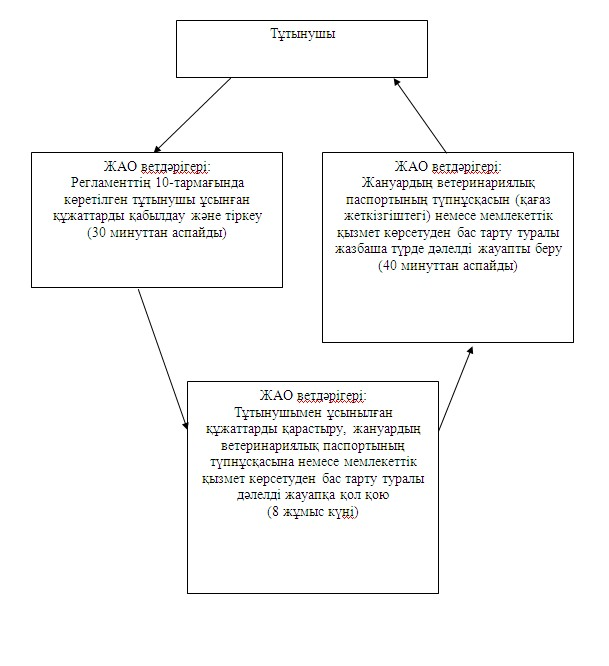 Тұтынушы
ЖАО ветдәрігері:
Регламенттің 10-тармағында
көретілген тұтынушы ұсынған
құжаттарды қабылдау және тіркеу
(30 минуттан аспайды)
ЖАО ветдәрігері:
Жануардың ветеринариялық
паспортының түпнұсқасын (қағаз
жеткізгіштегі) немесе мемлекеттік
қызмет көрсетуден бас тарту туралы
жазбаша түрде дәлелді жауапты беру
(40 минуттан аспайды)
ЖАО ветдәрігері:
Тұтынушымен ұсынылған
құжаттарды қарастыру, жануардың
ветеринариялық паспортының
түпнұсқасына немесе мемлекеттік
қызмет көрсетуден бас тарту туралы
дәлелді жауапқа қол қою
(8 жұмыс күңі)